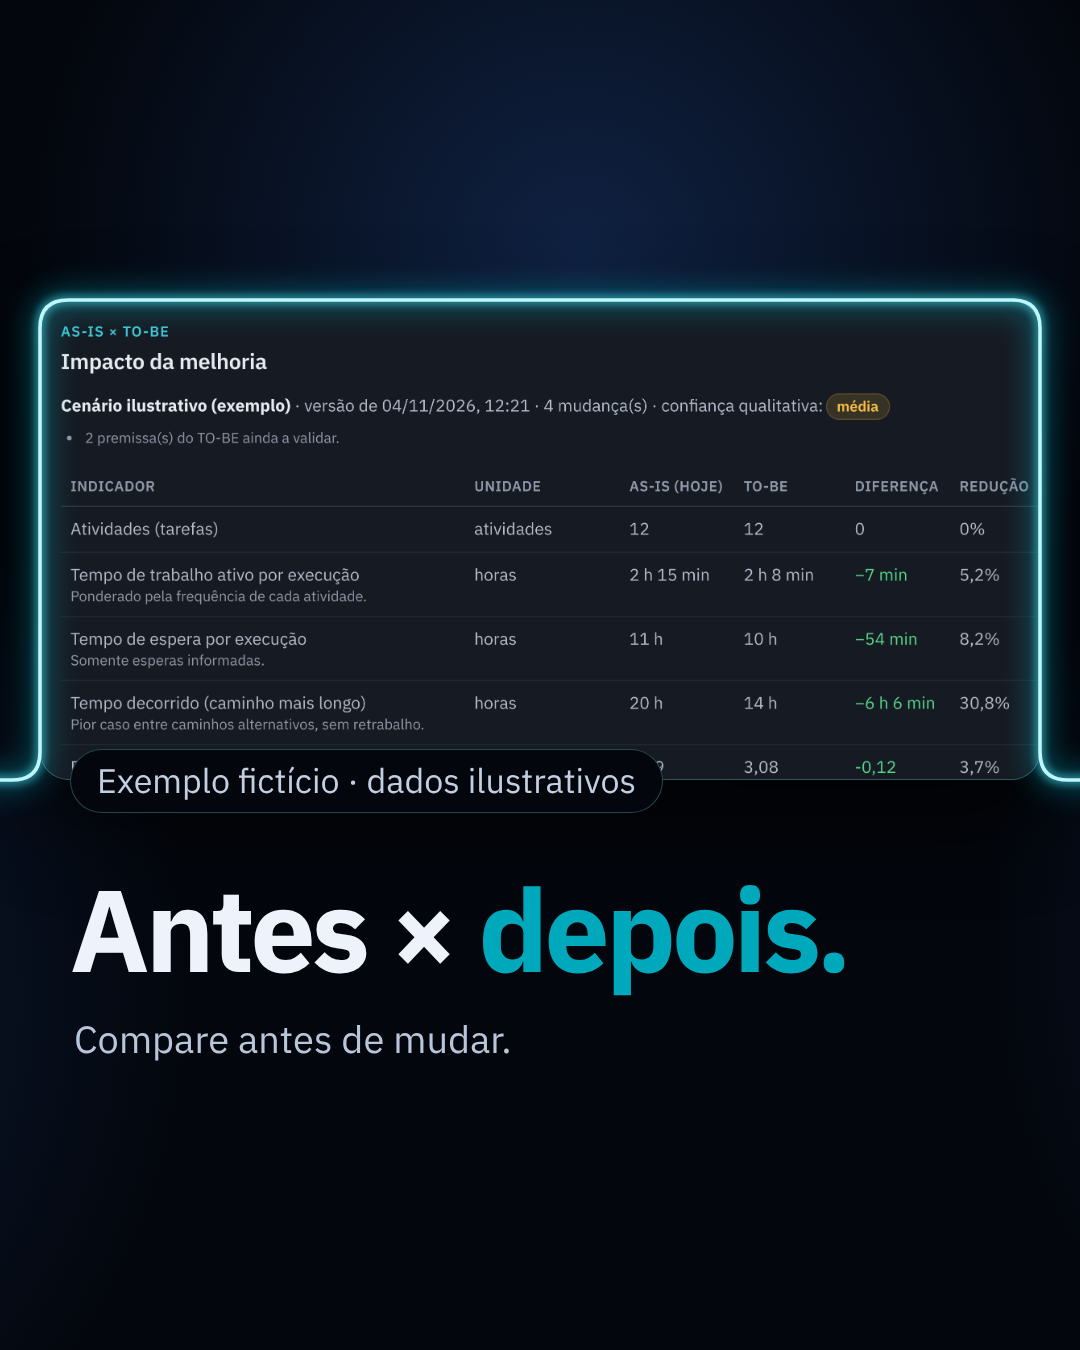 AS-IS × TO-BE
Impacto da melhoria
Cenário ilustrativo (exemplo) · versão de 04/11/2026, 12:21 · 4 mudança(s) · confiança qualitativa: média
• 2 premissa(s) do TO-BE ainda a validar.
INDICADOR UNIDADE AS-IS (HOJE) TO-BE DIFERENÇA REDUÇÃO
Atividades (tarefas) atividades 12 12 0 0%
Tempo de trabalho ativo por execução horas 2 h 15 min 2 h 8 min −7 min 5,2%
Ponderado pela frequência de cada atividade.
Tempo de espera por execução horas 11 h 10 h −54 min 8,2%
Somente esperas informadas.
Tempo decorrido (caminho mais longo) horas 20 h 14 h −6 h 6 min 30,8%
Pior caso entre caminhos alternativos, sem retrabalho.
3,08 -0,12 3,7%
Exemplo fictício · dados ilustrativos
Antes × depois.
Compare antes de mudar.